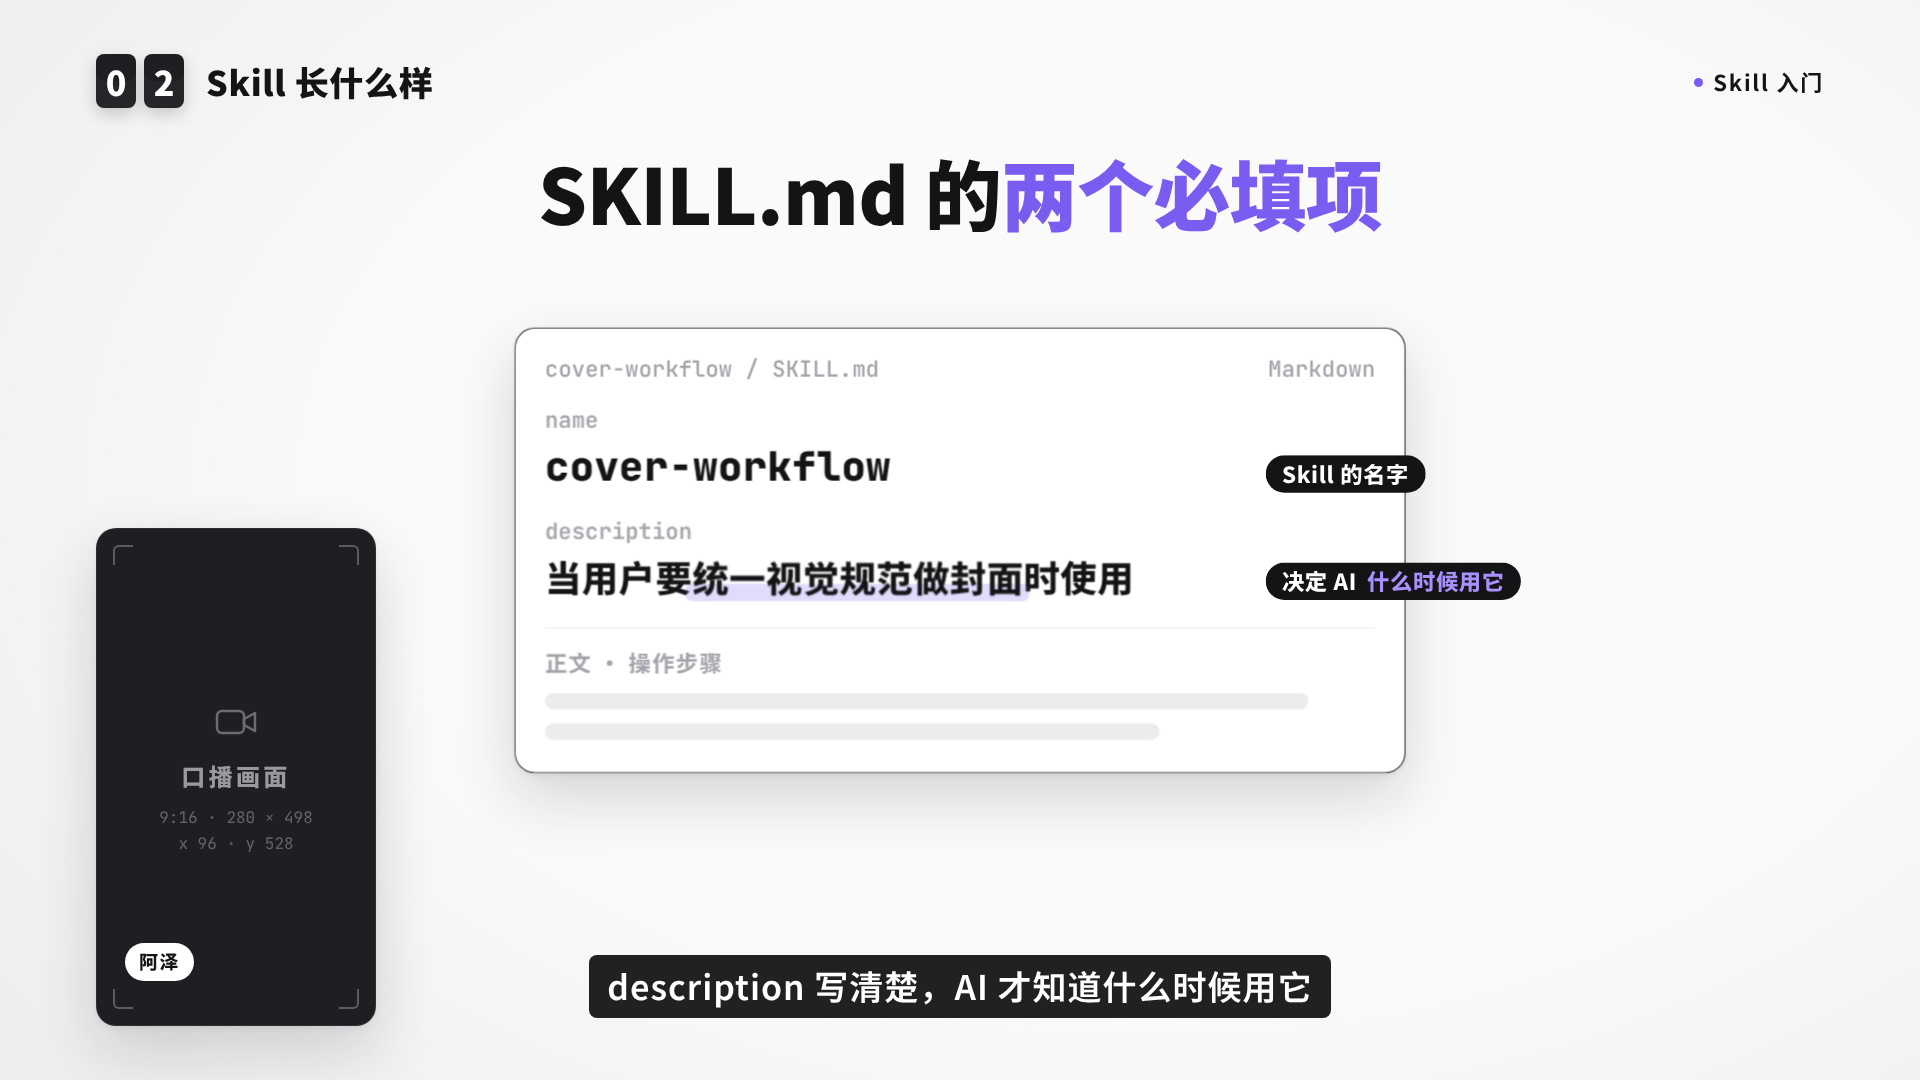 02 Skill 长什么样
Skill 入门
SKILL.md 的两个必填项
cover-workflow / SKILL.md
Markdown
name
cover-workflow
Skill 的名字
description
当用户要统一视觉规范做封面时使用
决定 AI 什么时候用它
正文 • 操作步骤
口播画面
9:16 · 280 × 498
x 96 · y 528
阿泽
description 写清楚，AI 才知道什么时候用它